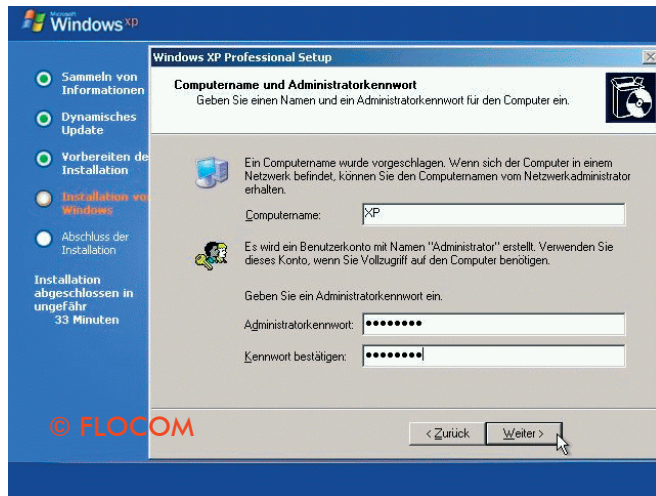 Microsoft
Windows xp
Sammeln von
Informationen
Dynamisches
Update
Vorbereiten de
Installation
Installation vo
Windows
Abschluss der
Installation
Installation
abgeschlossen in
ungefähr
33 Minuten
Windows XP Professional Setup
Computername und Administratorkennwort
Geben Sie einen Namen und ein Administratorkennwort für den Computer ein.
Ein Computername wurde vorgeschlagen. Wenn sich der Computer in einem
Netzwerk befindet, können Sie den Computernamen vom Netzwerkadministrator
erhalten.
Computername: XP
Es wird ein Benutzerkonto mit Namen "Administrator" erstellt. Verwenden Sie
dieses Konto, wenn Sie Vollzugriff auf den Computer benötigen.
Geben Sie ein Administratorkennwort ein.
Administratorkennwort: ●●●●●●●●
Kennwort bestätigen: ●●●●●●●●
< Zurück Weiter >
© FLOCOM